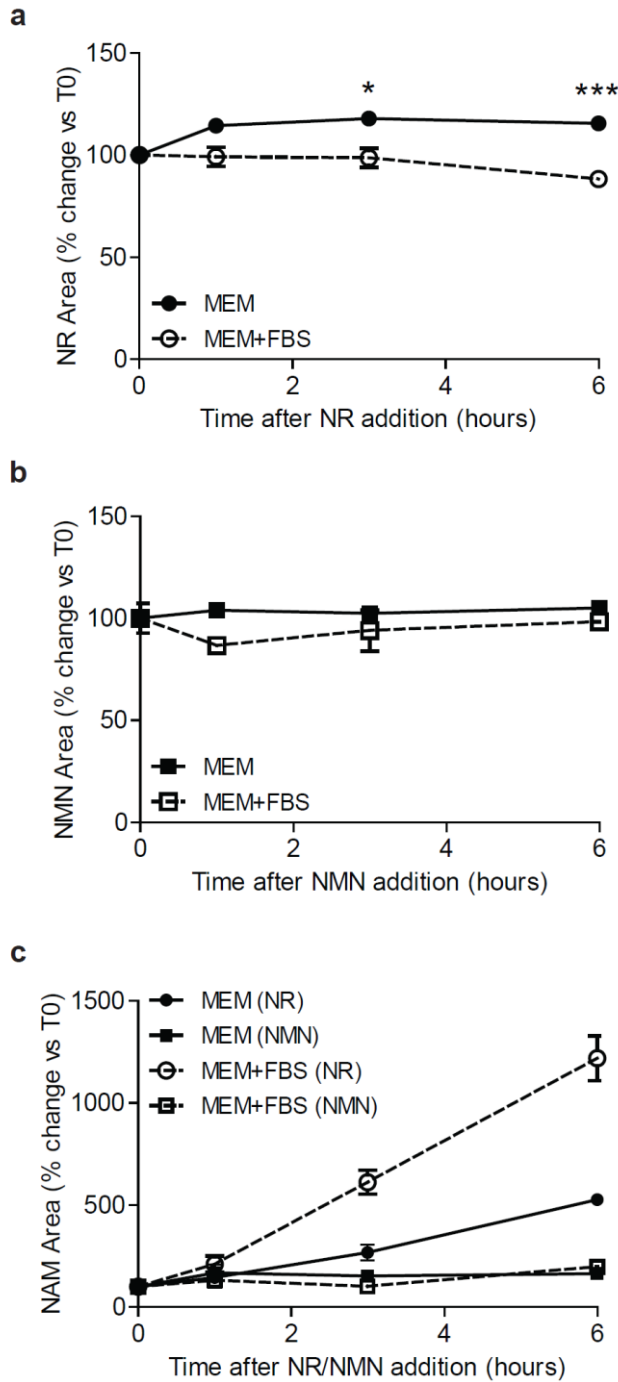 a
NR Area (% change vs T0)
150
100
50
0
*
***
MEM
MEM+FBS
0
2
4
6
Time after NR addition (hours)
b
NMN Area (% change vs T0)
150
100
50
0
MEM
MEM+FBS
0
2
4
6
Time after NMN addition (hours)
c
NAM Area (% change vs T0)
1500
1000
500
0
MEM (NR)
MEM (NMN)
MEM+FBS (NR)
MEM+FBS (NMN)
0
2
4
6
Time after NR/NMN addition (hours)